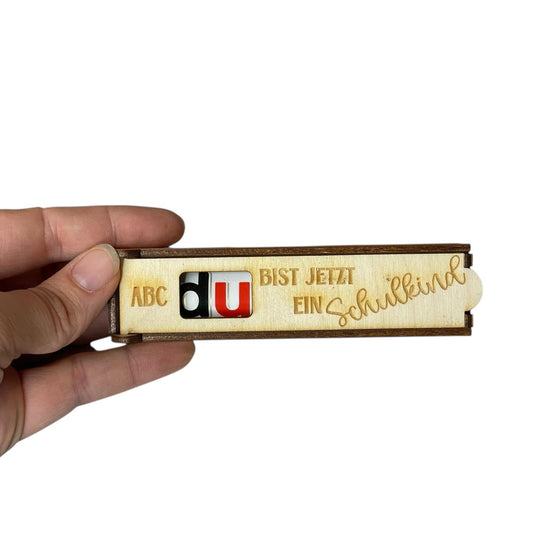 ABC du BIST JETZT
EIN Schulkind